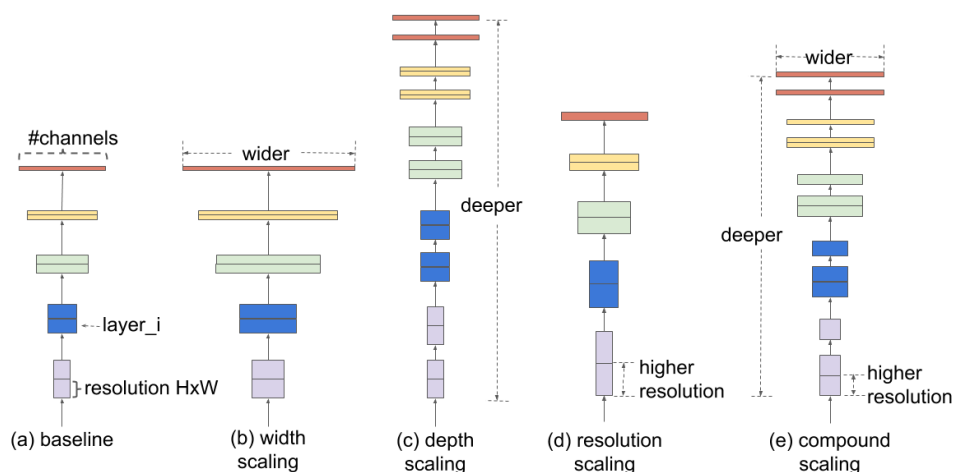 #channels
layer_i
resolution HxW
(a) baseline
wider
(b) width
scaling
deeper
(c) depth
scaling
higher
resolution
(d) resolution
scaling
wider
deeper
higher
resolution
(e) compound
scaling